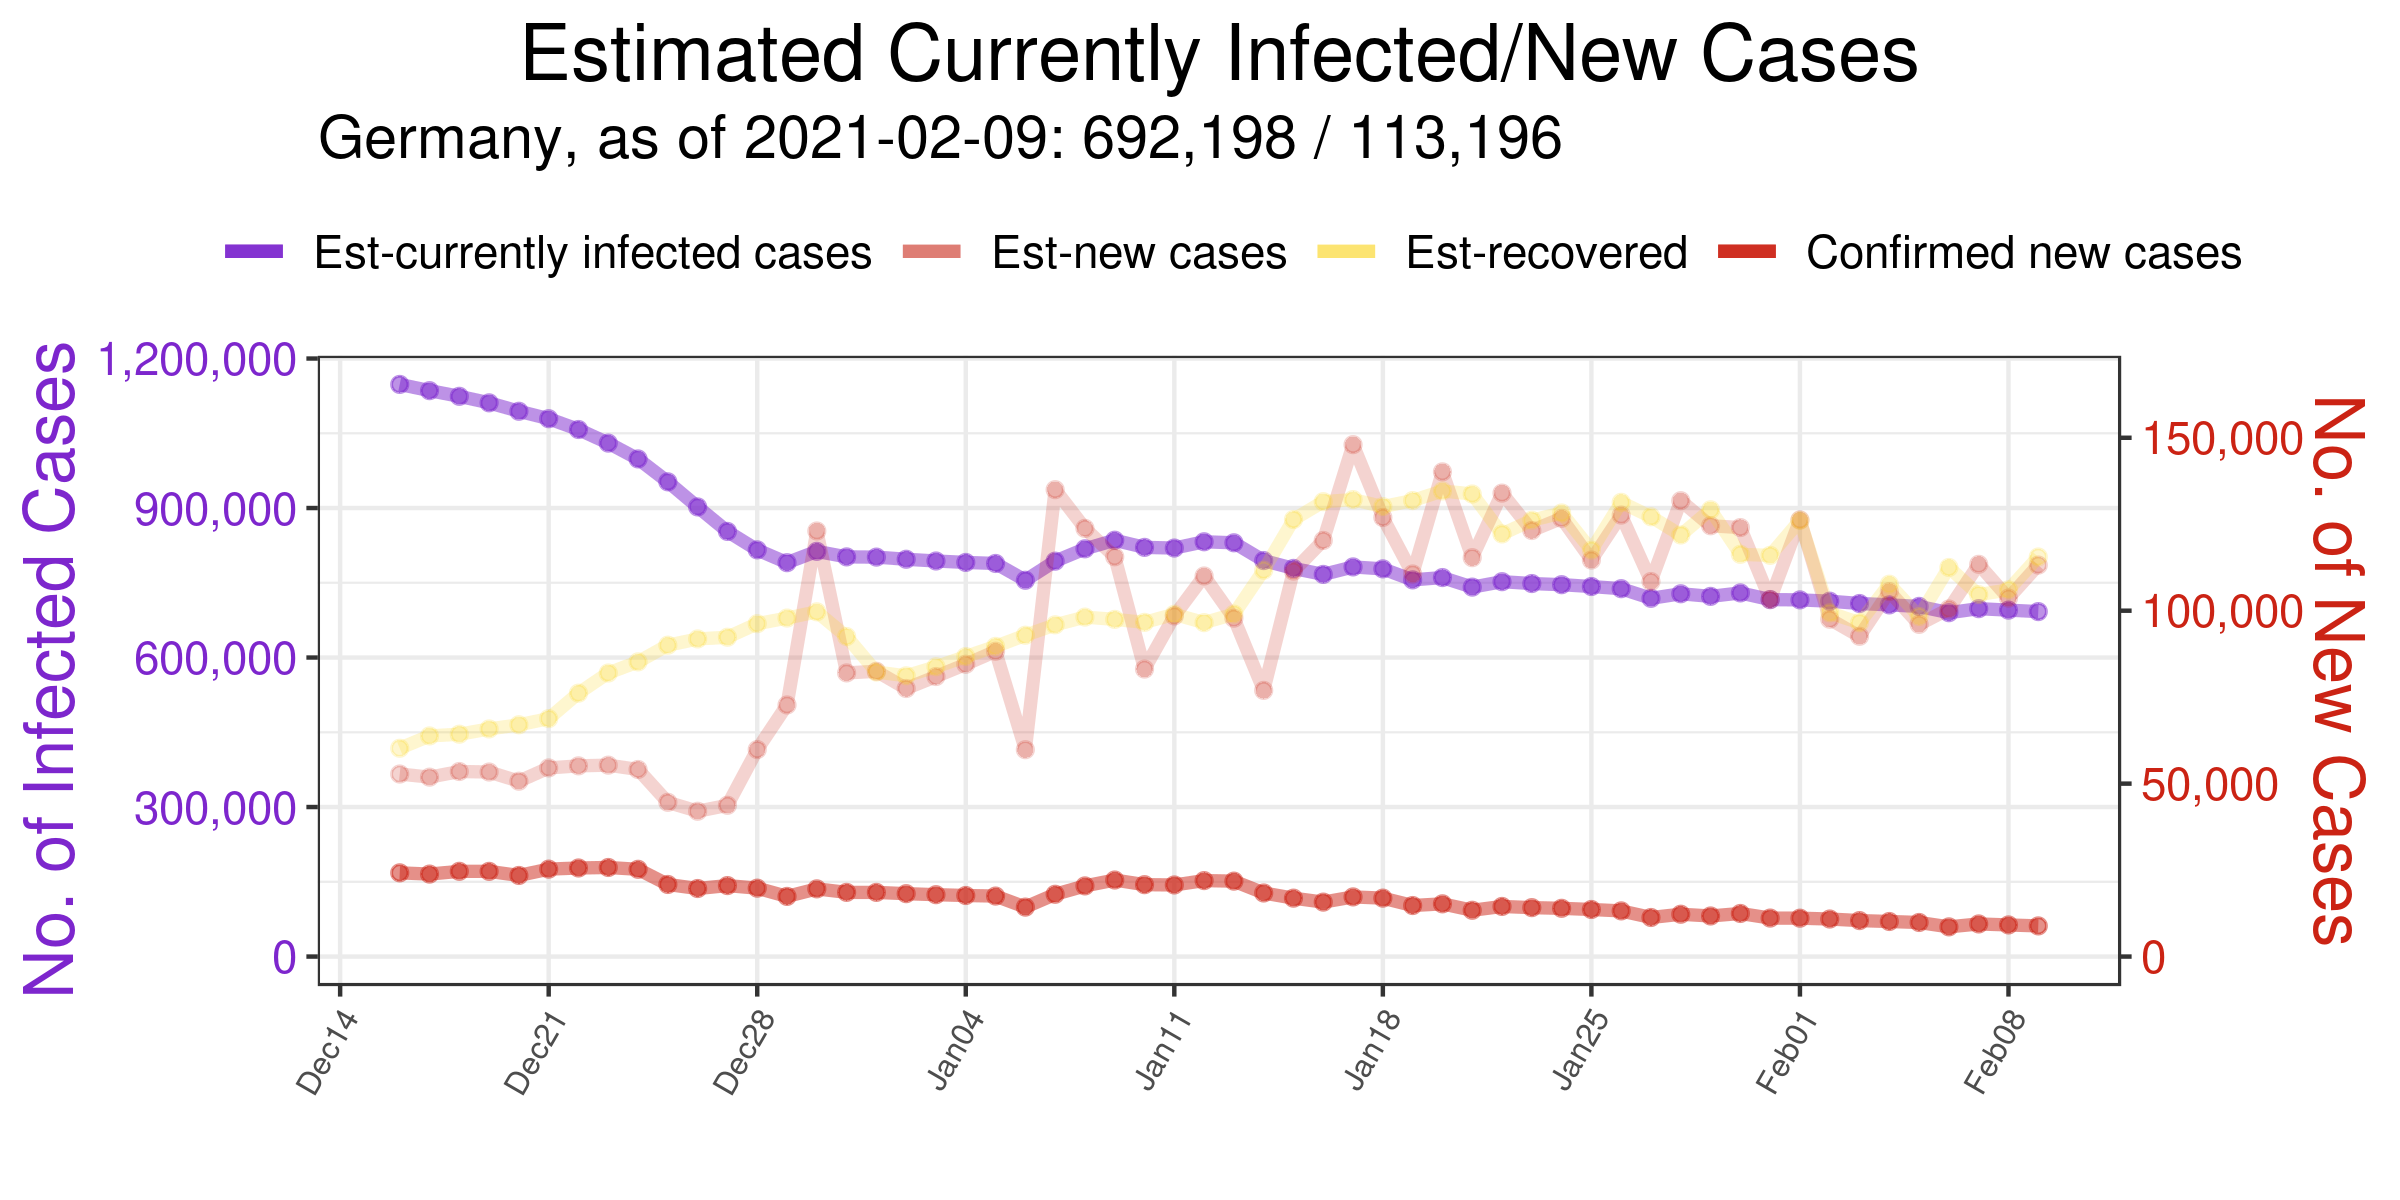 Estimated Currently Infected/New Cases
Germany, as of 2021-02-09: 692,198 / 113,196
Est-currently infected cases Est-new cases Est-recovered Confirmed new cases
No. of Infected Cases
1,200,000
900,000
600,000
300,000
0
150,000
100,000
50,000
0
No. of New Cases
Dec14 Dec21 Dec28 Jan04 Jan11 Jan18 Jan25 Feb01 Feb08